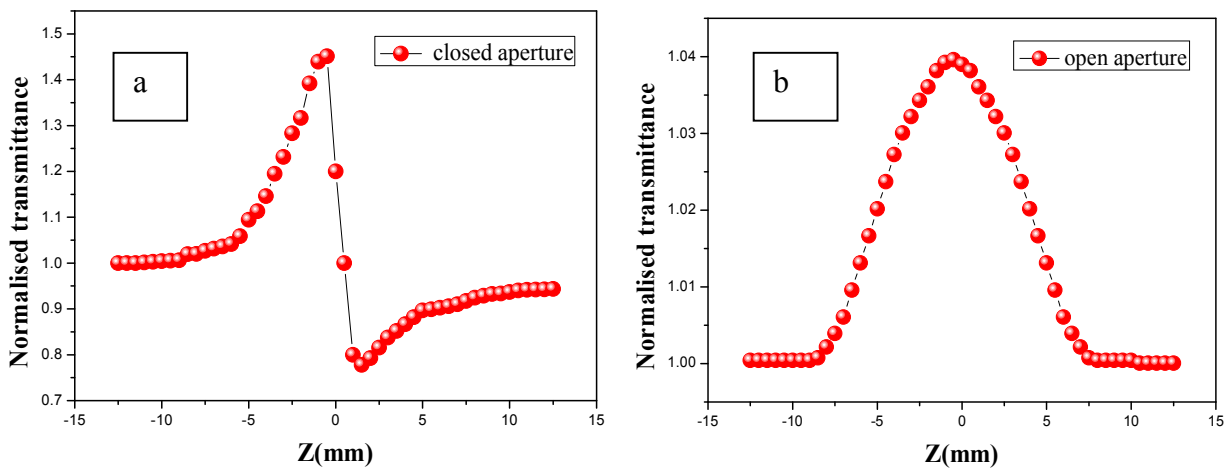 a
closed aperture
Normalised transmittance
1.5
1.4
1.3
1.2
1.1
1.0
0.9
0.8
0.7
-15 -10 -5 0 5 10 15
Z(mm)
b
open aperture
Normalised transmittance
1.04
1.03
1.02
1.01
1.00
-15 -10 -5 0 5 10 15
Z(mm)